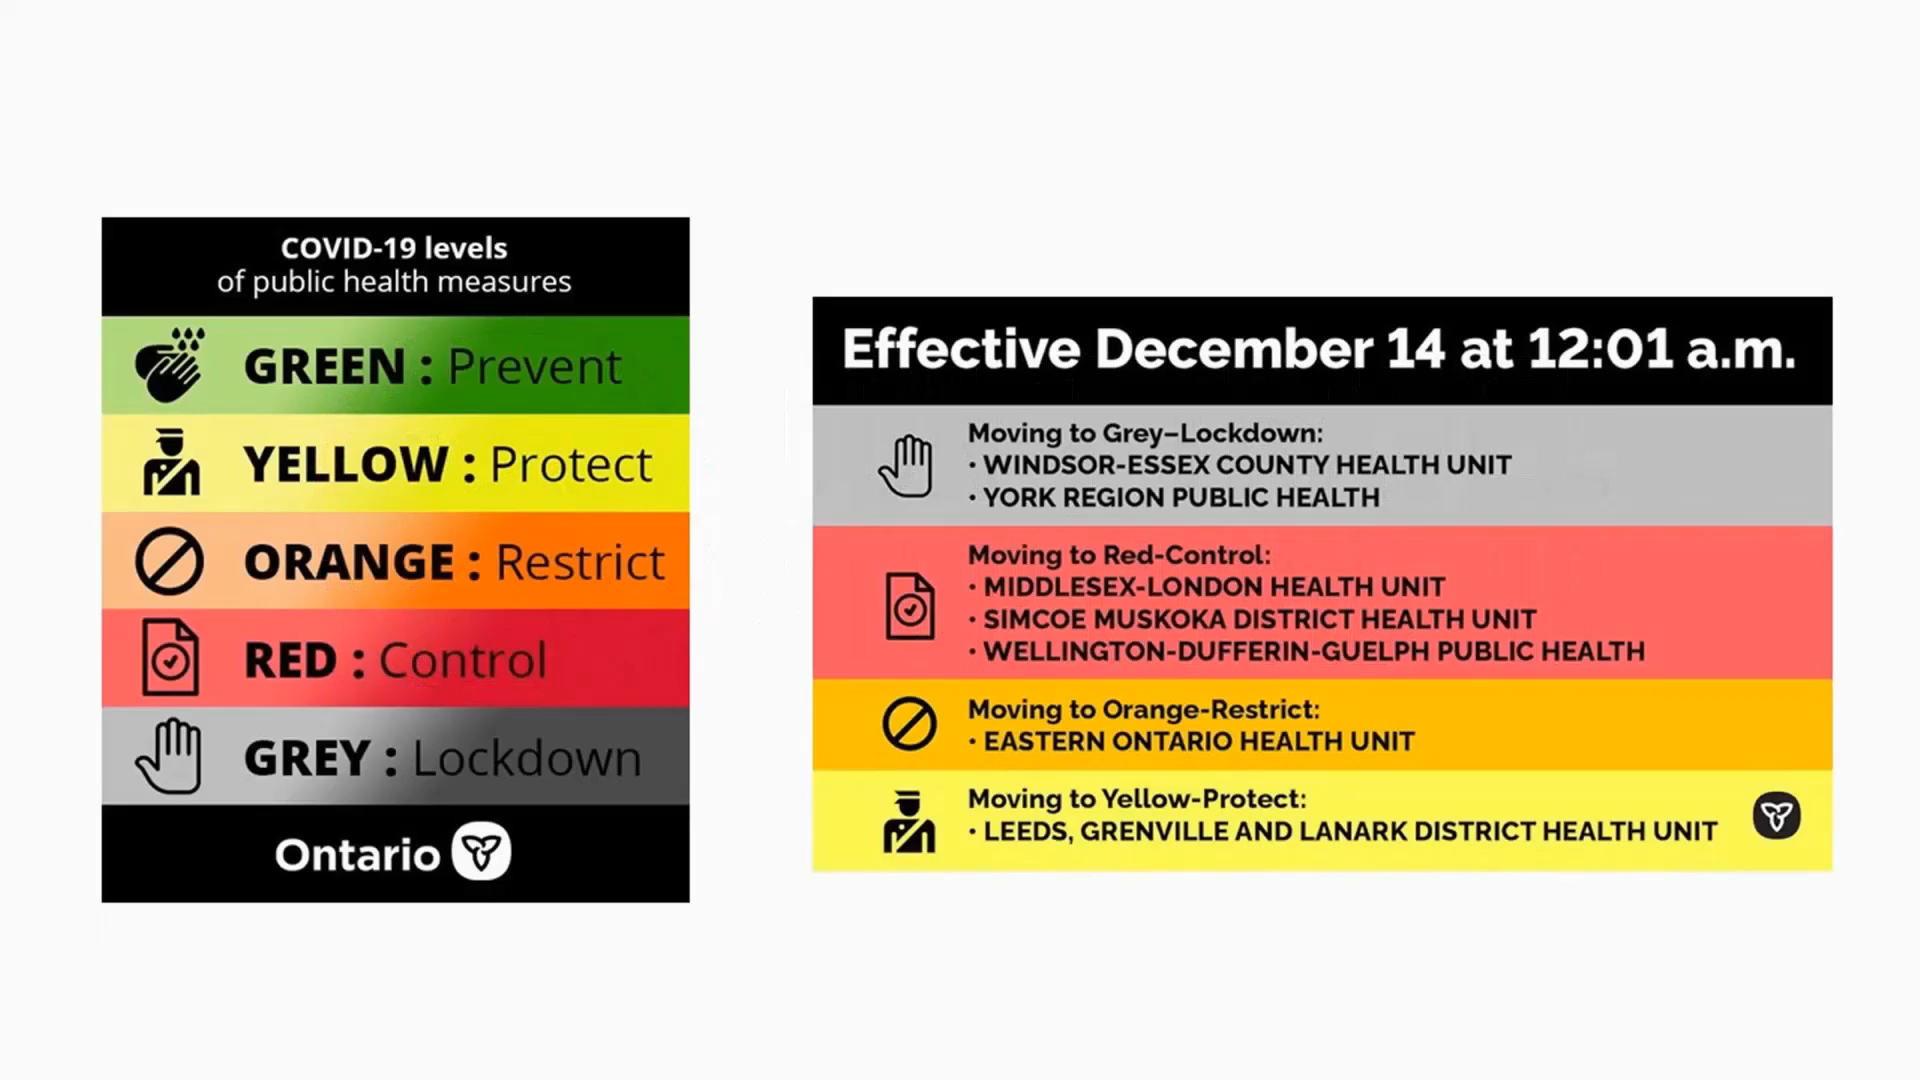 COVID-19 levels
of public health measures
GREEN : Prevent
YELLOW : Protect
ORANGE : Restrict
RED : Control
GREY : Lockdown
Ontario
Effective December 14 at 12:01 a.m.
Moving to Grey–Lockdown:
• WINDSOR-ESSEX COUNTY HEALTH UNIT
• YORK REGION PUBLIC HEALTH
Moving to Red-Control:
• MIDDLESEX-LONDON HEALTH UNIT
• SIMCOE MUSKOKA DISTRICT HEALTH UNIT
• WELLINGTON-DUFFERIN-GUELPH PUBLIC HEALTH
Moving to Orange-Restrict:
• EASTERN ONTARIO HEALTH UNIT
Moving to Yellow-Protect:
• LEEDS, GRENVILLE AND LANARK DISTRICT HEALTH UNIT